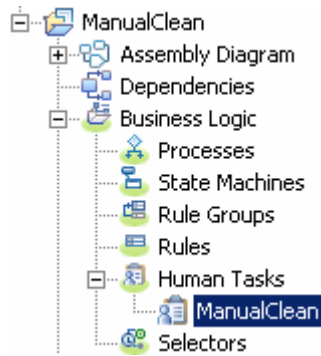 ManualClean
Assembly Diagram
Dependencies
Business Logic
Processes
State Machines
Rule Groups
Rules
Human Tasks
ManualClean
Selectors